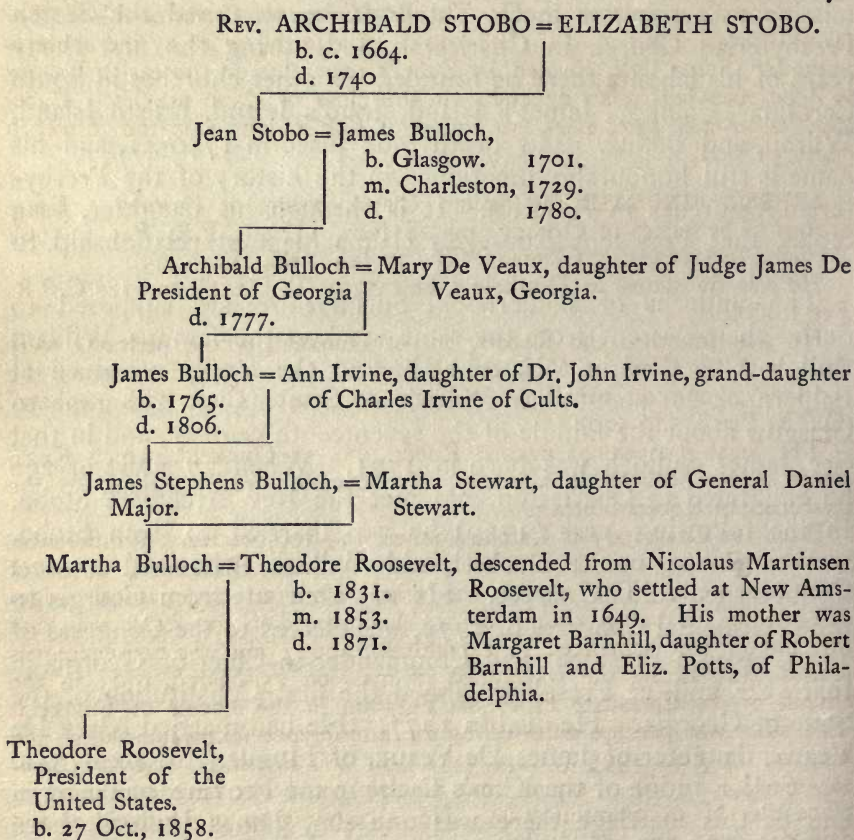 Rev. ARCHIBALD STOBO = ELIZABETH STOBO.
b. c. 1664.
d. 1740
Jean Stobo = James Bulloch,
b. Glasgow. 1701.
m. Charleston, 1729.
d. 1780.
Archibald Bulloch = Mary De Veaux, daughter of Judge James De
President of Georgia Veaux, Georgia.
d. 1777.
James Bulloch = Ann Irvine, daughter of Dr. John Irvine, grand-daughter
b. 1765. of Charles Irvine of Cults.
d. 1806.
James Stephens Bulloch, = Martha Stewart, daughter of General Daniel
Major. Stewart.
Martha Bulloch = Theodore Roosevelt, descended from Nicolaus Martinsen
b. 1831. Roosevelt, who settled at New Ams-
m. 1853. terdam in 1649. His mother was
d. 1871. Margaret Barnhill, daughter of Robert
Barnhill and Eliz. Potts, of Phila-
delphia.
Theodore Roosevelt,
President of the
United States.
b. 27 Oct., 1858.